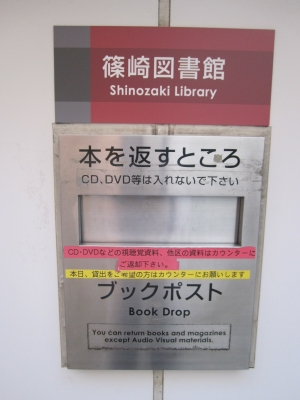 篠崎図書館
Shinozaki Library
本を返すところ
CD、DVD等は入れないで下さい
CD・DVDなどの視聴覚資料、他区の資料はカウンターに
ご返却下さい。
本日、貸出をご希望の方はカウンターにお願いします
ブックポスト
Book Drop
You can return books and magazines
except Audio Visual materials.